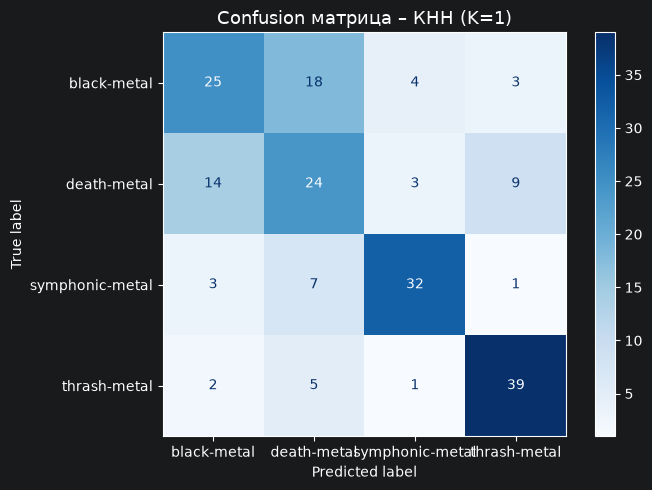 Confusion матрица – КНН (K=1)
True label
black-metal 25 18 4 3
death-metal 14 24 3 9
symphonic-metal 3 7 32 1
thrash-metal 2 5 1 39
black-metal death-metal symphonic-metal thrash-metal
Predicted label
35
30
25
20
15
10
5